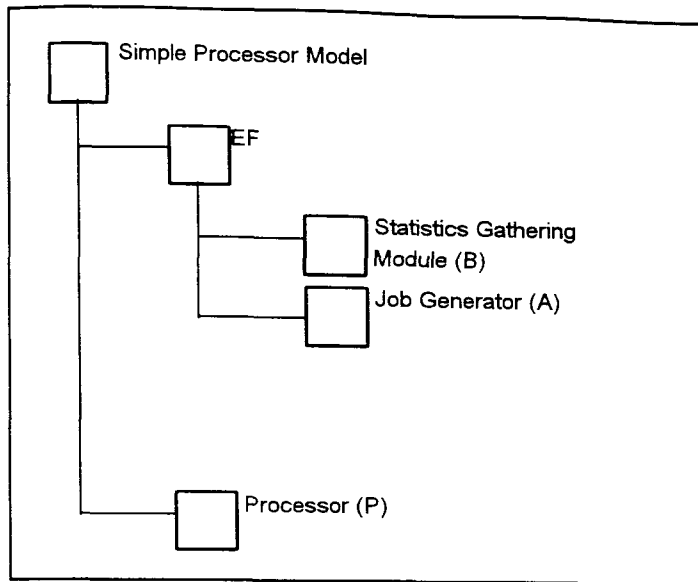 Simple Processor Model
EF
Statistics Gathering
Module (B)
Job Generator (A)
Processor (P)